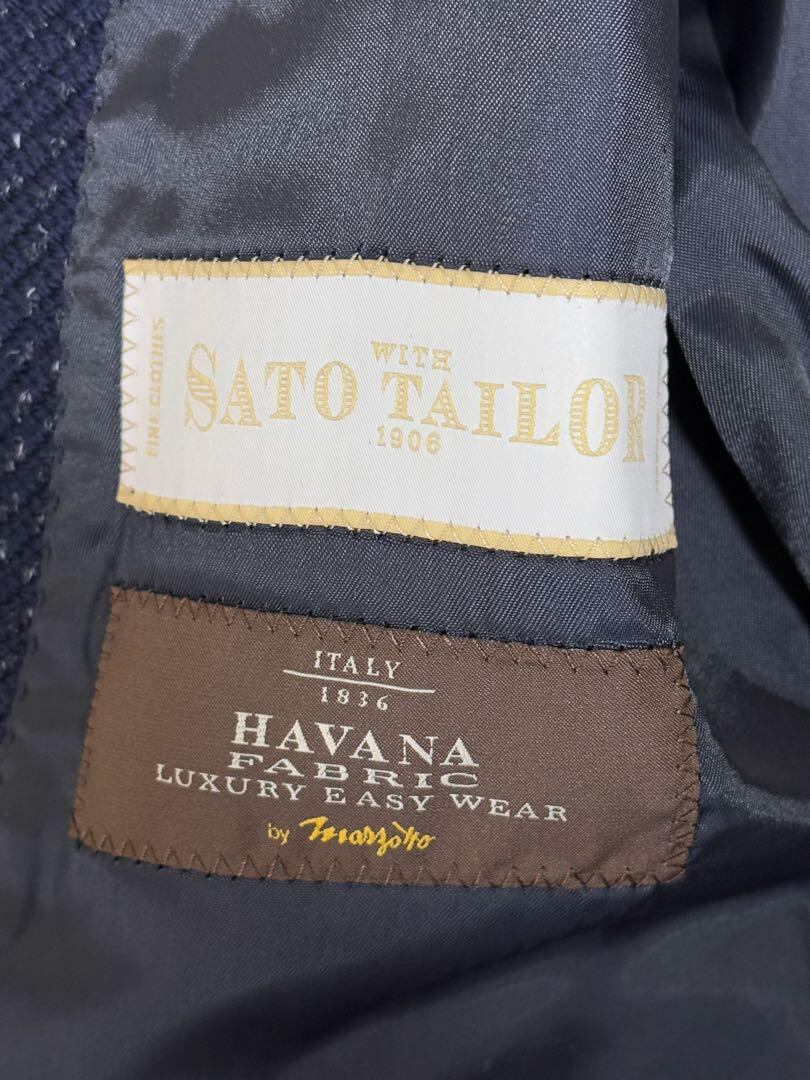 FINE CLOTHES
WITH
SATO TAILOR
1906
ITALY
1836
HAVANA
FABRIC
LUXURY EASY WEAR
by Marzotto